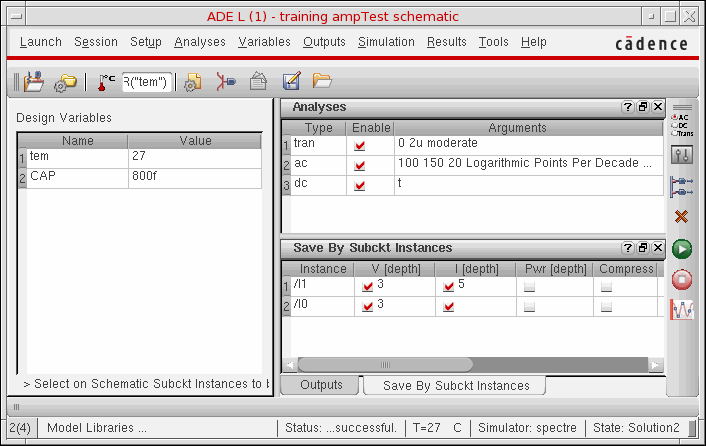 ADE L (1) - training ampTest schematic
Launch Session Setup Analyses Variables Outputs Simulation Results Tools Help cādence
°C R("tem")
Design Variables
Name Value
1 tem 27
2 CAP 800f
> Select on Schematic Subckt Instances to b
Analyses
Type Enable Arguments
1 tran 0 2u moderate
2 ac 100 150 20 Logarithmic Points Per Decade ...
3 dc t
Save By Subckt Instances
Instance V [depth] I [depth] Pwr [depth] Compress
1 /I1 3 5
2 /I0 3
Outputs Save By Subckt Instances
AC
DC
Trans
2(4) Model Libraries ... Status: ...successful. T=27 C Simulator: spectre State: Solution2